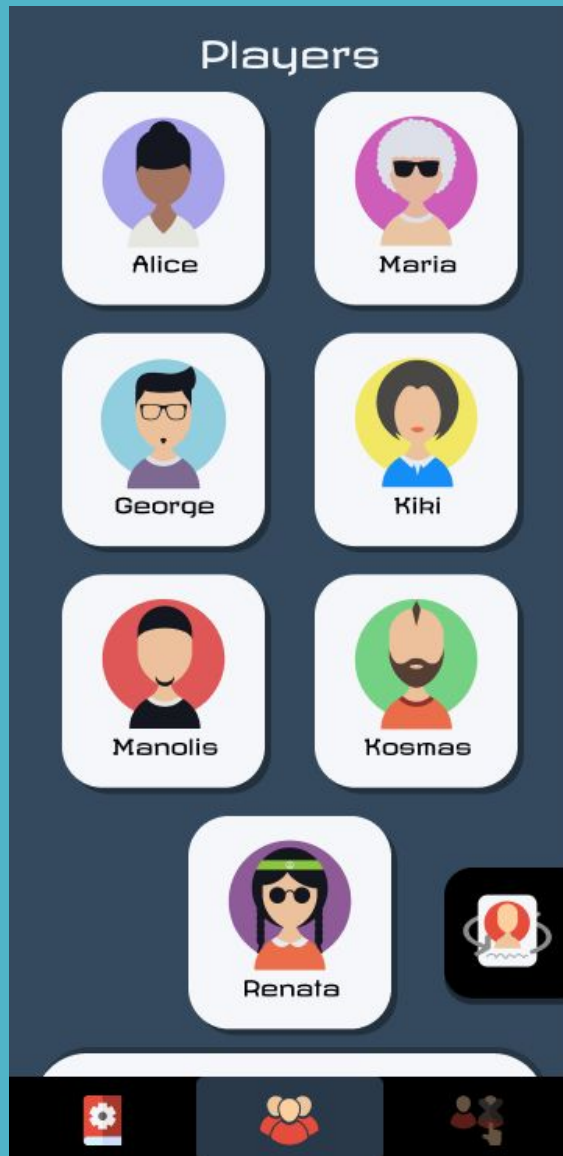 Players
Alice
Maria
George
Kiki
Manolis
Kosmas
Renata